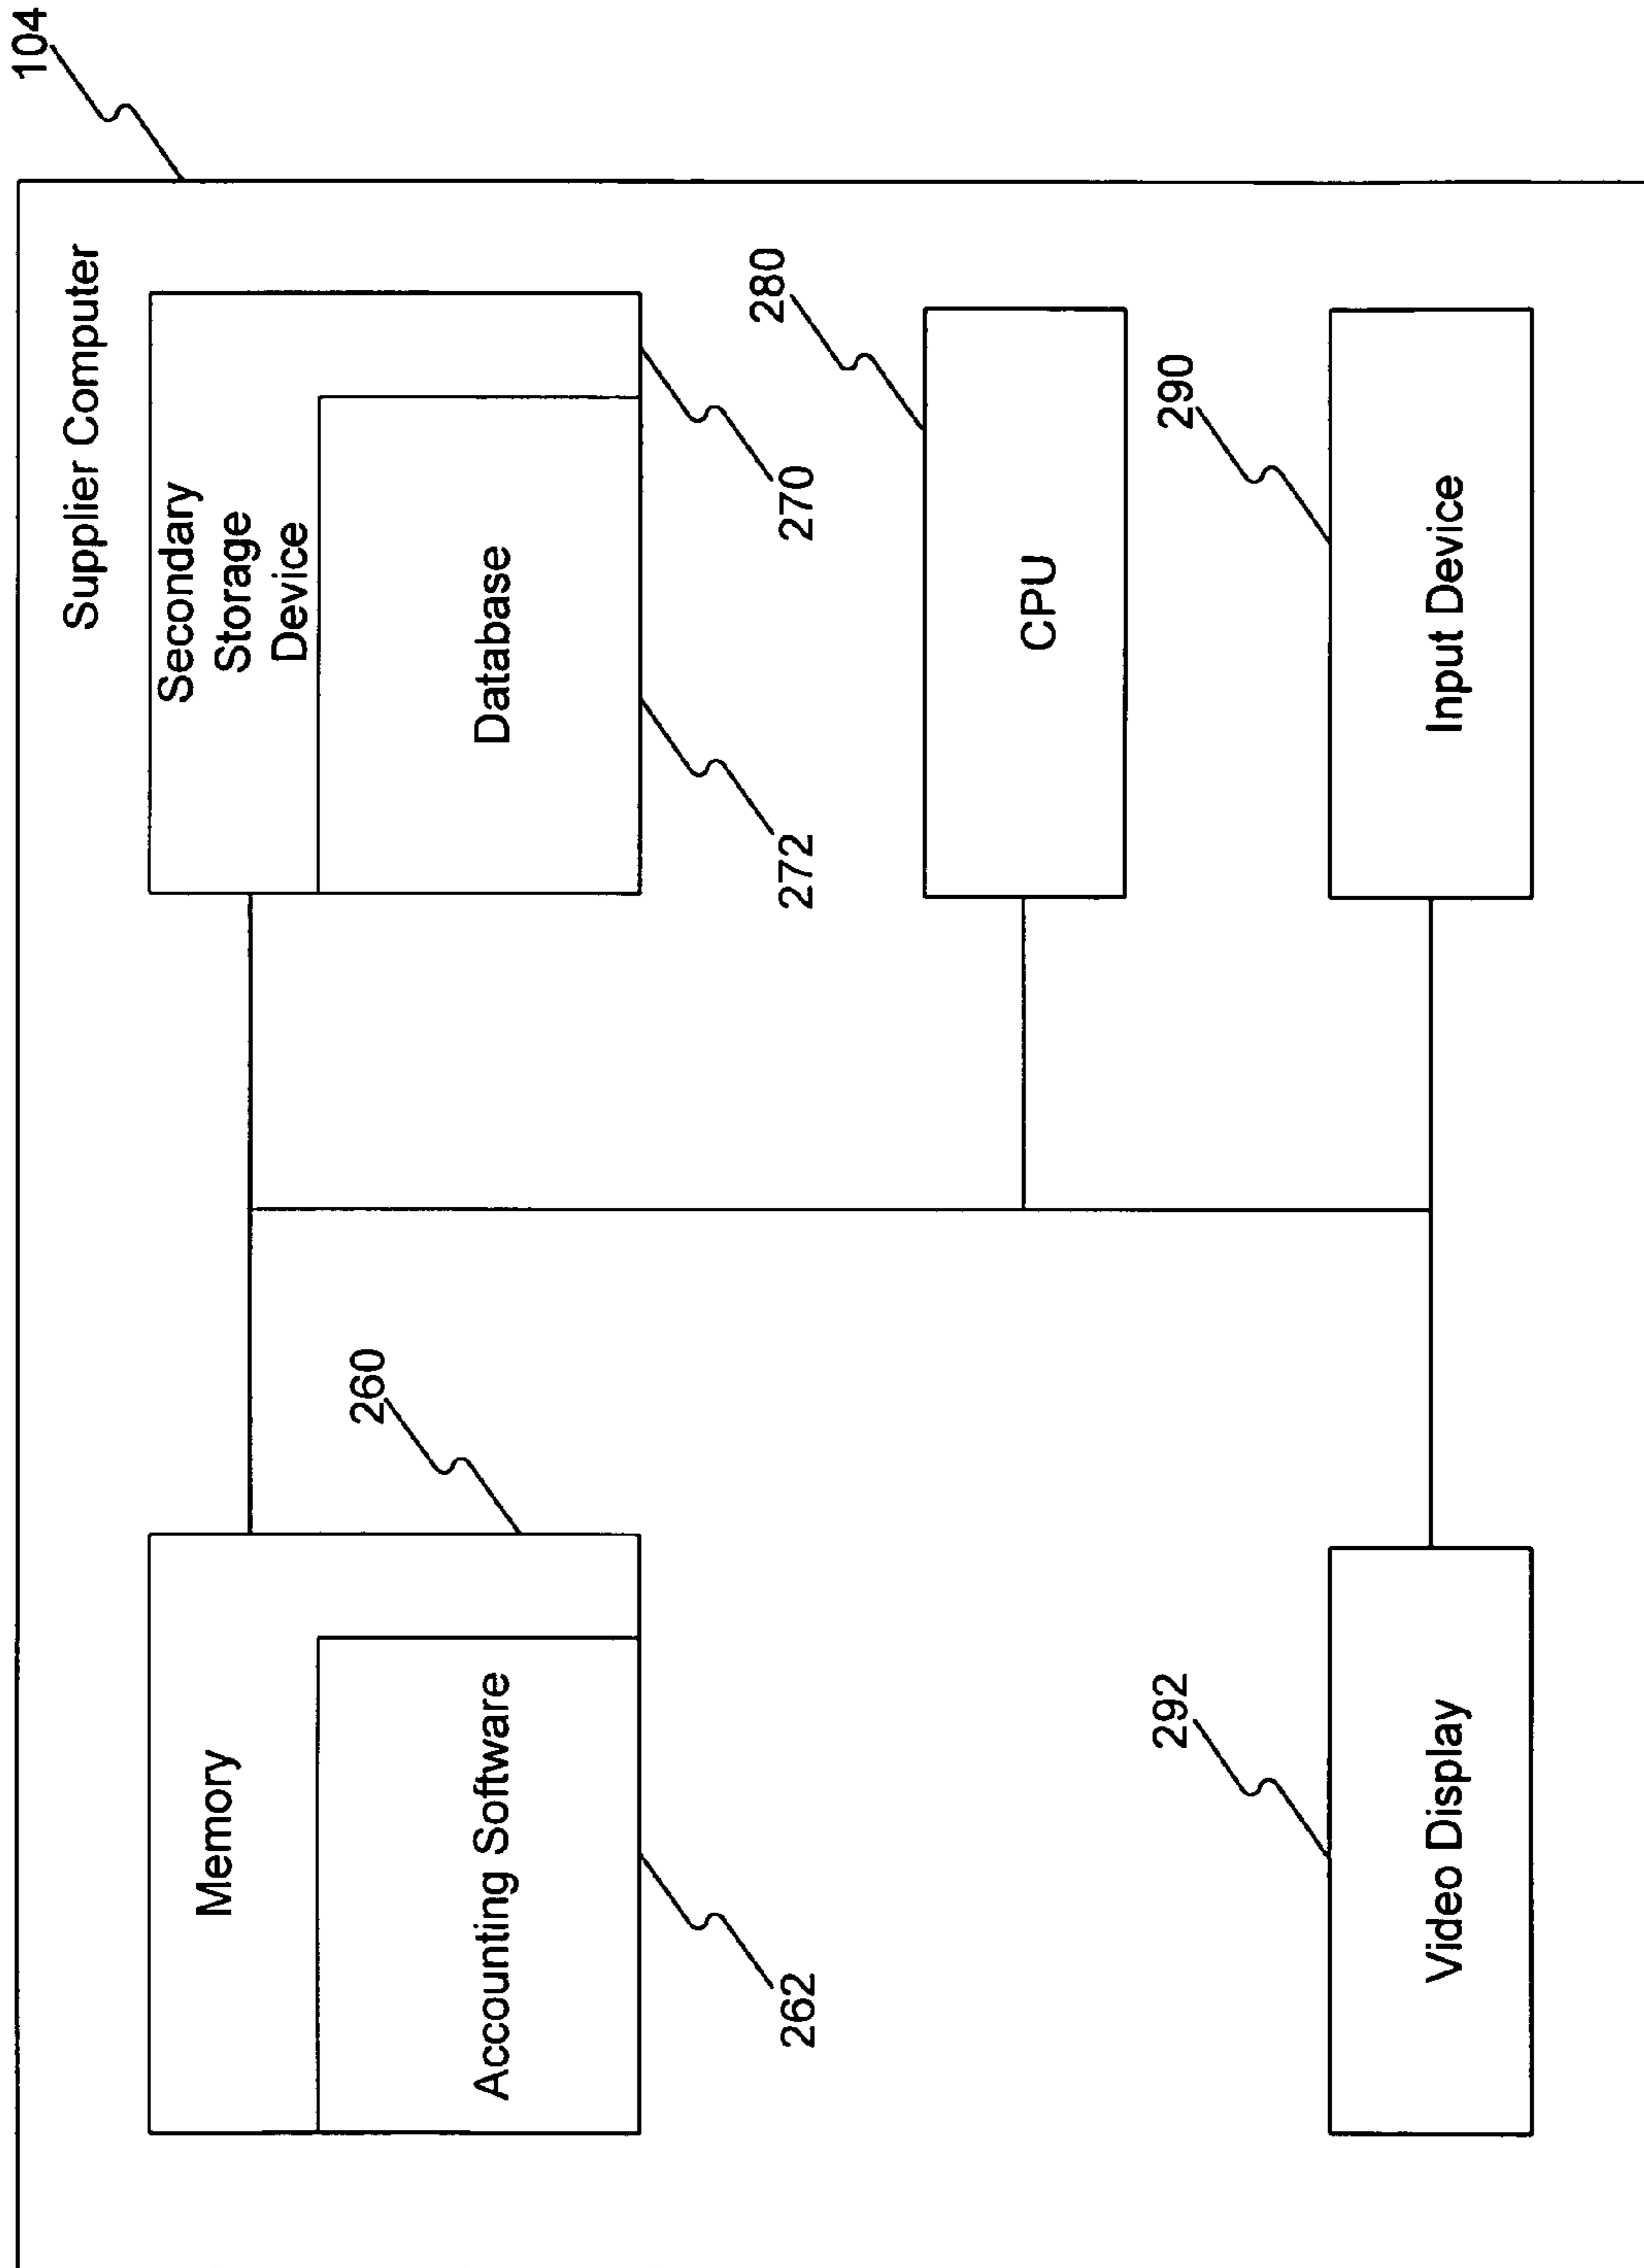 104
Supplier Computer
Memory
Accounting Software
260
262
Secondary
Storage
Device
Database
270
272
280
CPU
292
Video Display
290
Input Device